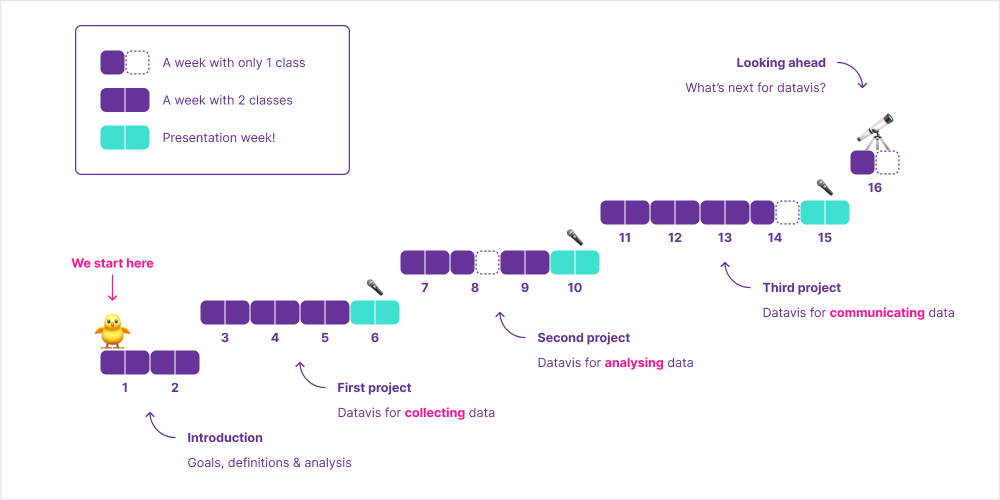 A week with only 1 class
A week with 2 classes
Presentation week!
Looking ahead
What's next for datavis?
16
11 12 13 14 15
We start here
7 8 9 10
Third project
Datavis for communicating data
3 4 5 6
Second project
Datavis for analysing data
1 2
First project
Datavis for collecting data
Introduction
Goals, definitions & analysis